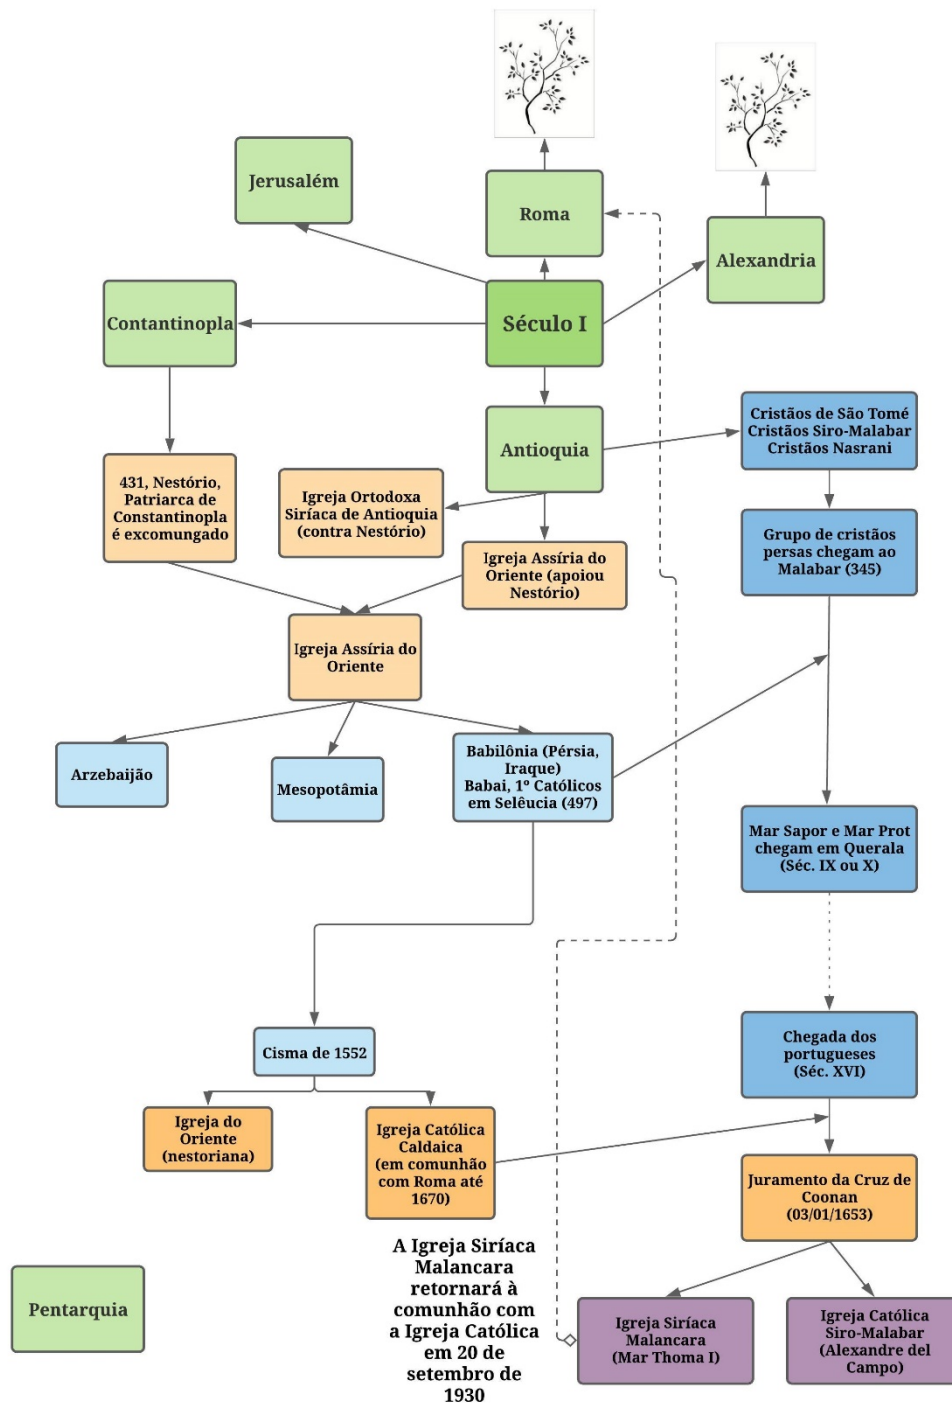 Jerusalém
Roma
Alexandria
Contantinopla
Século I
Antioquia
Cristãos de São Tomé
Cristãos Siro-Malabar
Cristãos Nasrani
431, Nestório,
Patriarca de
Constantinopla
é excomungado
Igreja Ortodoxa
Siríaca de Antioquia
(contra Nestório)
Igreja Assíria do
Oriente (apoiou
Nestório)
Grupo de cristãos
persas chegam ao
Malabar (345)
Igreja Assíria do
Oriente
Arzebaijão
Mesopotâmia
Babilônia (Pérsia,
Iraque)
Babai, 1º Católicos
em Selêucia (497)
Mar Sapor e Mar Prot
chegam em Querala
(Séc. IX ou X)
Cisma de 1552
Chegada dos
portugueses
(Séc. XVI)
Igreja do
Oriente
(nestoriana)
Igreja Católica
Caldaica
(em comunhão
com Roma até
1670)
Juramento da Cruz de
Coonan
(03/01/1653)
A Igreja Siríaca
Malancara
retornará à
comunhão com
a Igreja Católica
em 20 de
setembro de
1930
Pentarquia
Igreja Siríaca
Malancara
(Mar Thoma I)
Igreja Católica
Siro-Malabar
(Alexandre del
Campo)